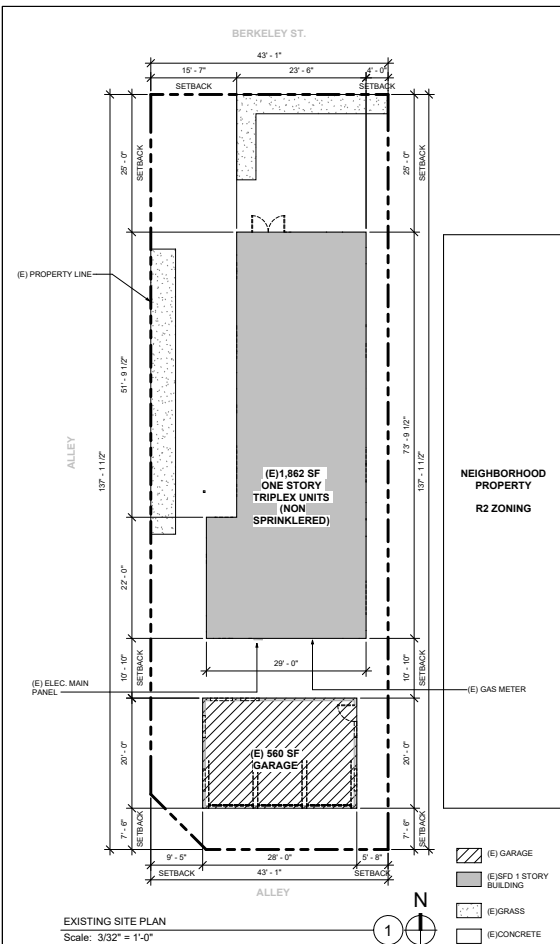 BERKELEY ST.
43' - 1"
15' - 7"
23' - 6"
4' - 0"
SETBACK
SETBACK
25' - 0"
SETBACK
25' - 0"
SETBACK
(E) PROPERTY LINE
51' - 9 1/2"
73' - 9 1/2"
ALLEY
137' - 1 1/2"
137' - 1 1/2"
(E)1,862 SF
ONE STORY
TRIPLEX UNITS
(NON
SPRINKLERED)
NEIGHBORHOOD
PROPERTY
R2 ZONING
22' - 0"
29' - 0"
10' - 10"
SETBACK
10' - 10"
SETBACK
(E) ELEC. MAIN
PANEL
(E) GAS METER
20' - 0"
(E) 560 SF
GARAGE
20' - 0"
7' - 6"
SETBACK
7' - 6"
SETBACK
9' - 5"
28' - 0"
5' - 8"
SETBACK
SETBACK
43' - 1"
ALLEY
(E) GARAGE
(E)SFD 1 STORY
BUILDING
(E)GRASS
(E)CONCRETE
EXISTING SITE PLAN
Scale: 3/32" = 1'-0"
1
N